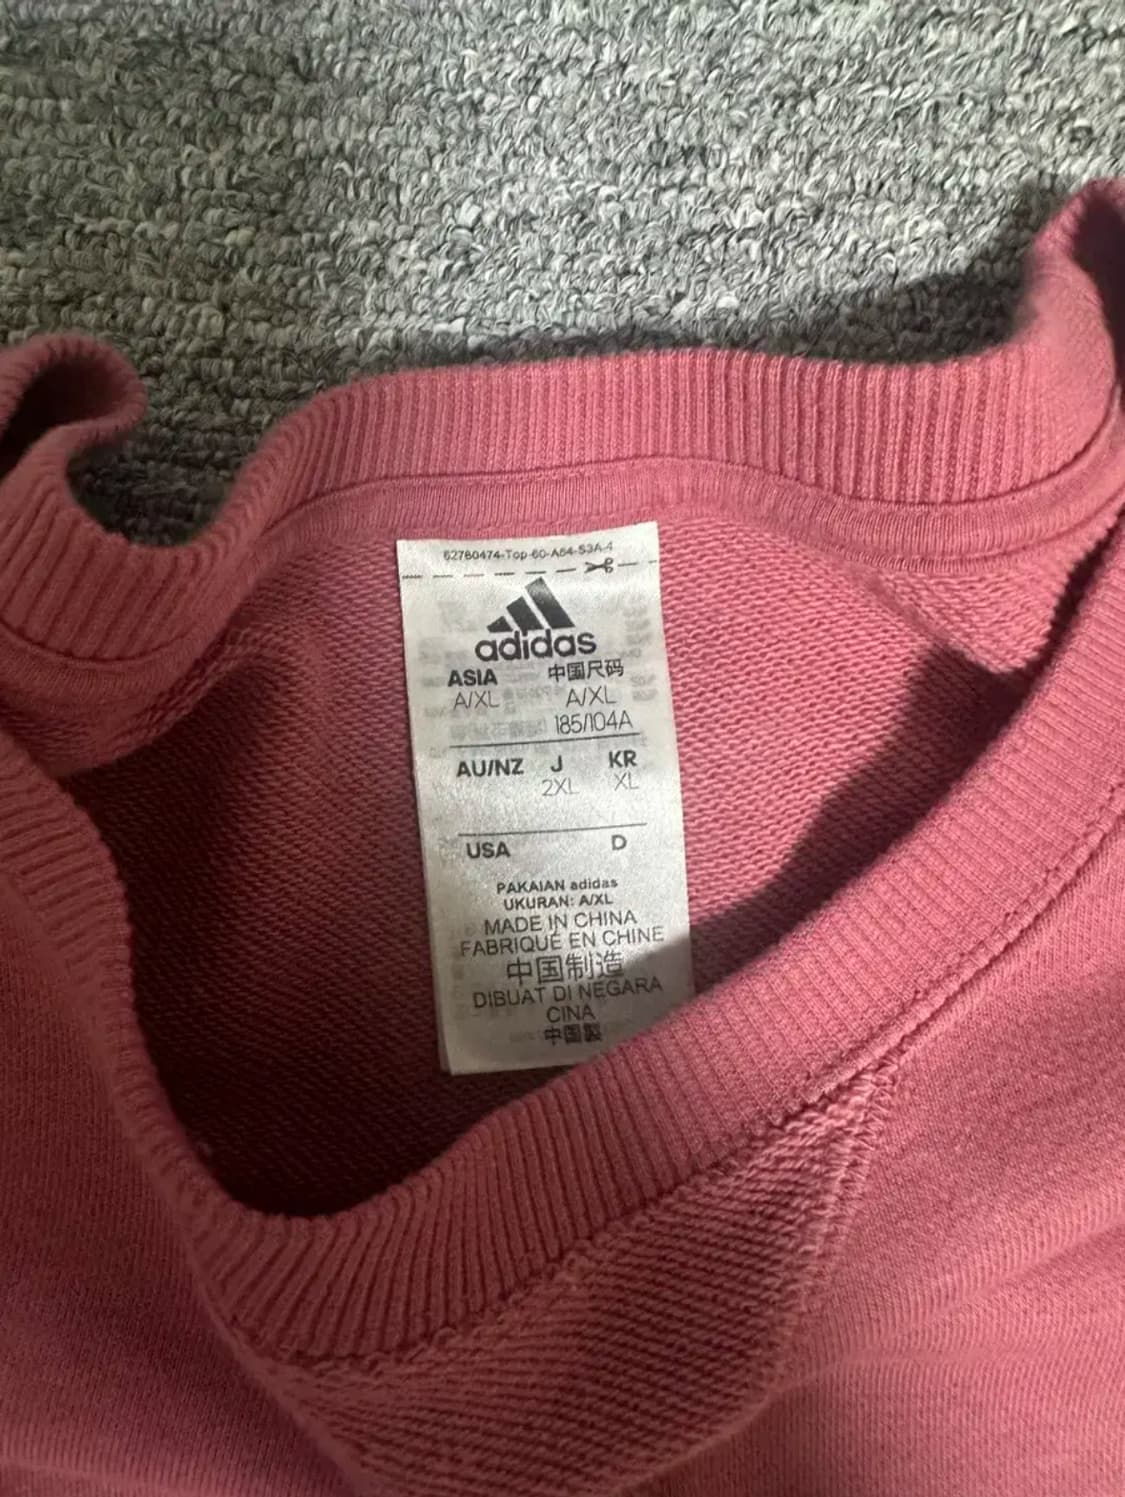 62760474-Top-60-A64-S3A-4
adidas
ASIA 中国尺码
A/XL A/XL
185/104A
AU/NZ J KR
2XL XL
USA D
PAKAIAN adidas
UKURAN: A/XL
MADE IN CHINA
FABRIQUÉ EN CHINE
中国制造
DIBUAT DI NEGARA
CINA
中国製